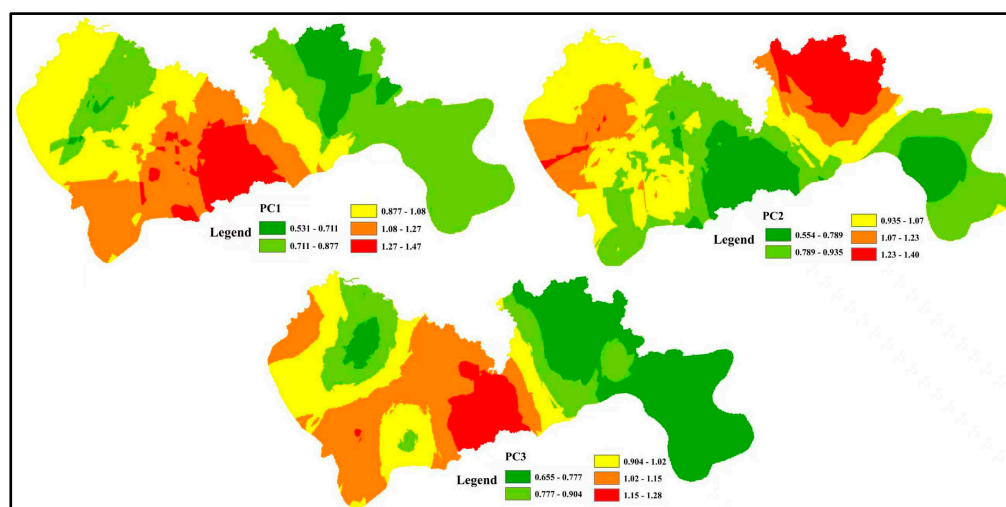 PC1
Legend
0.531 - 0.711
0.711 - 0.877
0.877 - 1.08
1.08 - 1.27
1.27 - 1.47
PC2
Legend
0.554 - 0.789
0.789 - 0.935
0.935 - 1.07
1.07 - 1.23
1.23 - 1.40
PC3
Legend
0.655 - 0.777
0.777 - 0.904
0.904 - 1.02
1.02 - 1.15
1.15 - 1.28